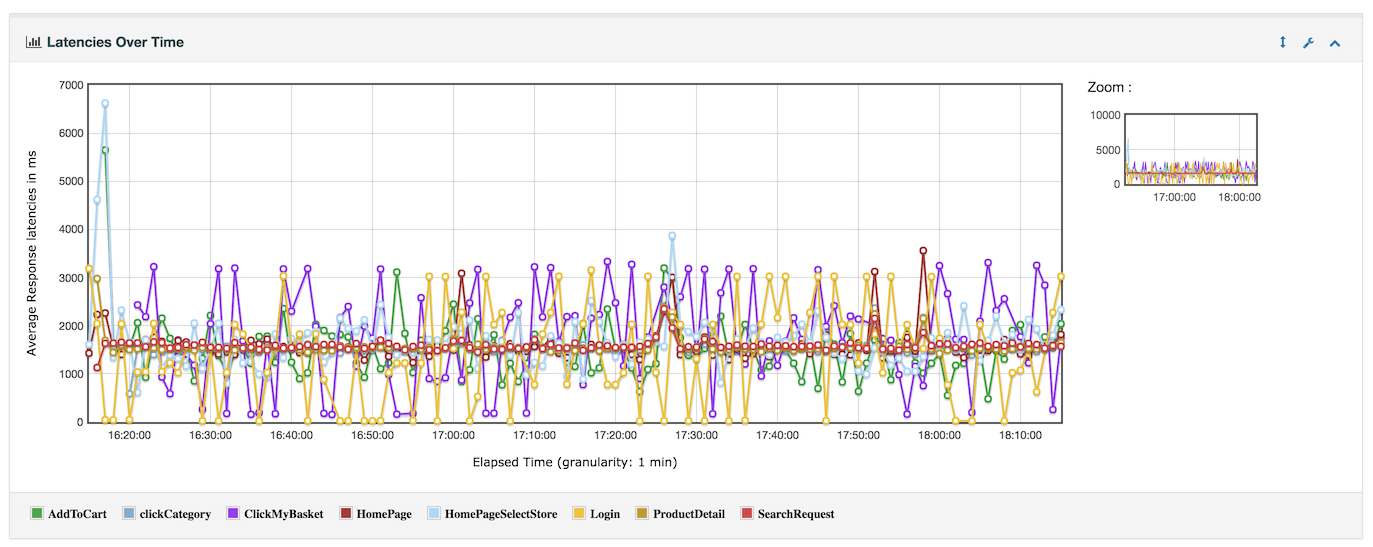 Latencies Over Time
Zoom :
7000
6000
5000
4000
3000
2000
1000
0
Average Response latencies in ms
16:20:00 16:30:00 16:40:00 16:50:00 17:00:00 17:10:00 17:20:00 17:30:00 17:40:00 17:50:00 18:00:00 18:10:00
Elapsed Time (granularity: 1 min)
10000
5000
0
17:00:00 18:00:00
AddToCart clickCategory ClickMyBasket HomePage HomePageSelectStore Login ProductDetail SearchRequest